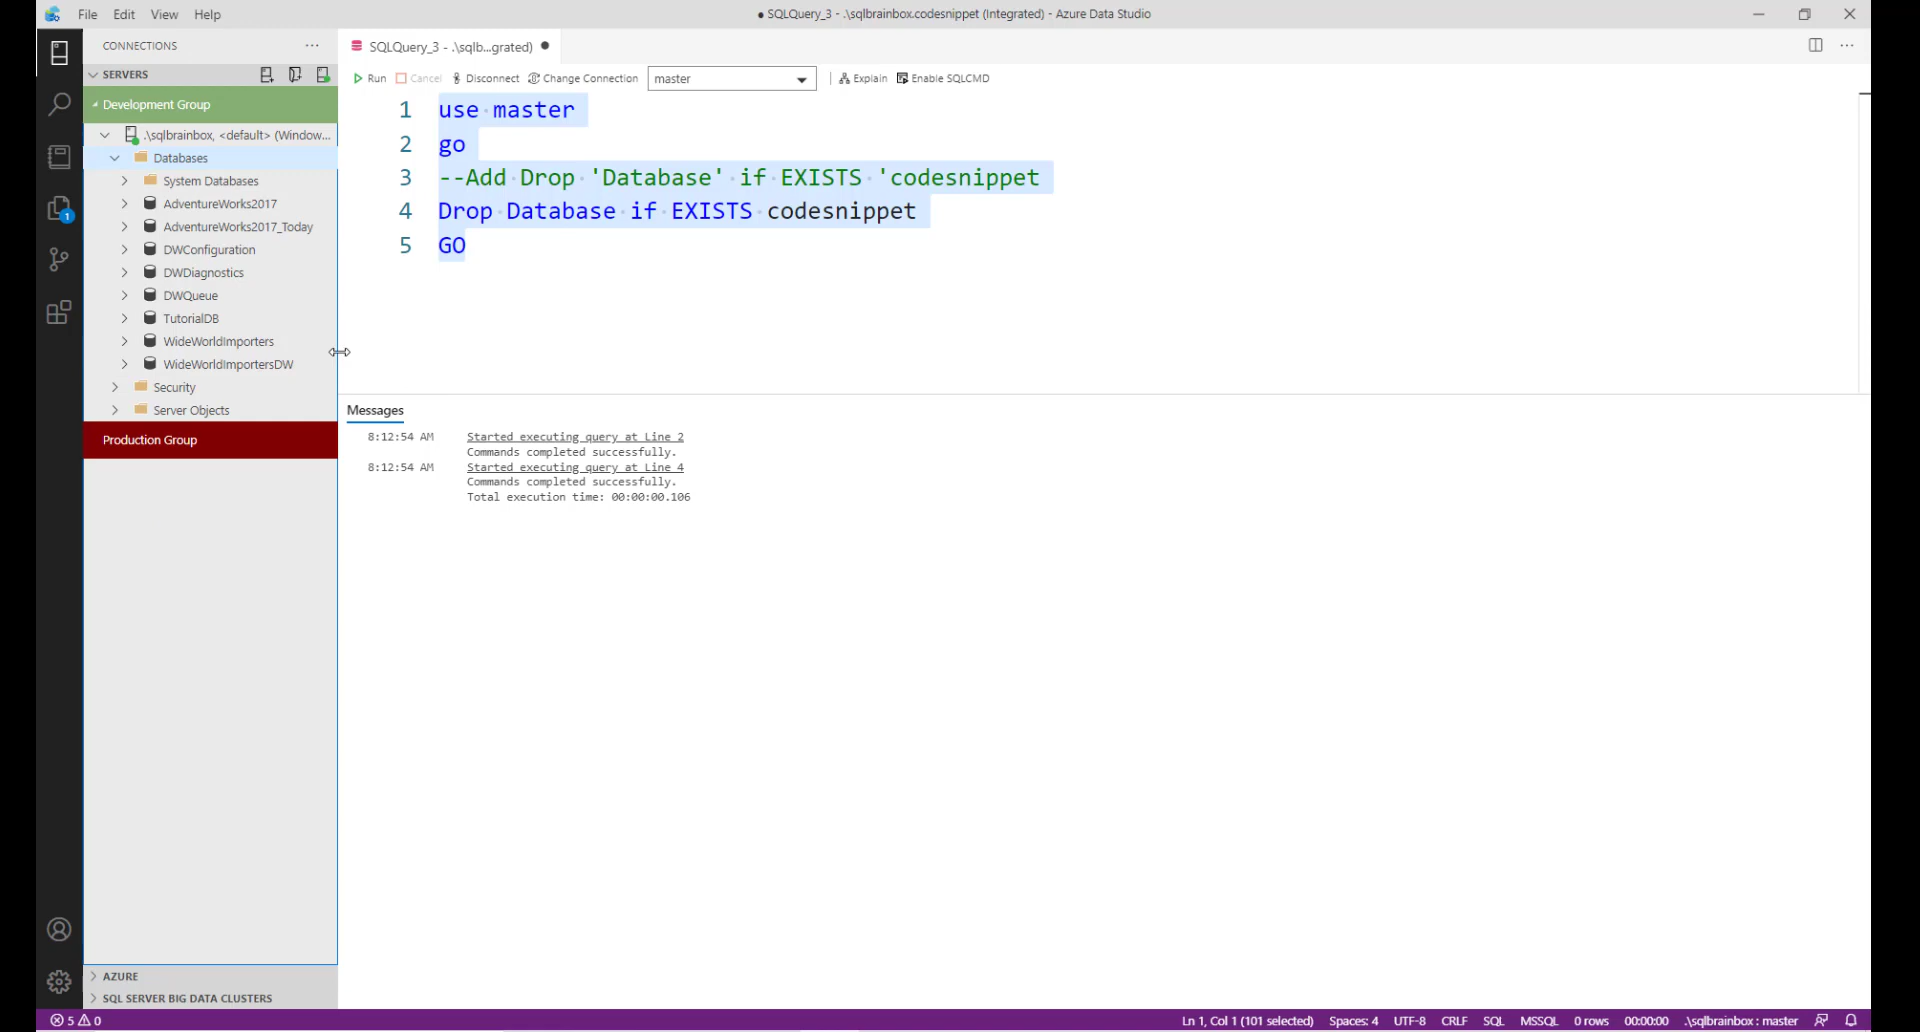 File Edit View Help
● SQLQuery_3 - .\sqlbrainbox.codesnippet (Integrated) - Azure Data Studio
CONNECTIONS
SERVERS
Development Group
.\sqlbrainbox, <default> (Window...
Databases
System Databases
AdventureWorks2017
AdventureWorks2017_Today
DWConfiguration
DWDiagnostics
DWQueue
TutorialDB
WideWorldImporters
WideWorldImportersDW
Security
Server Objects
Production Group
AZURE
SQL SERVER BIG DATA CLUSTERS
1
SQLQuery_3 - .\sqlb...grated) ●
Run Cancel Disconnect Change Connection master Explain Enable SQLCMD
1 use master
2 go
3 --Add Drop 'Database' if EXISTS 'codesnippet
4 Drop Database if EXISTS codesnippet
5 GO
Messages
8:12:54 AM Started executing query at Line 2
Commands completed successfully.
8:12:54 AM Started executing query at Line 4
Commands completed successfully.
Total execution time: 00:00:00.106
5 0
Ln 1, Col 1 (101 selected) Spaces: 4 UTF-8 CRLF SQL MSSQL 0 rows 00:00:00 .\sqlbrainbox : master